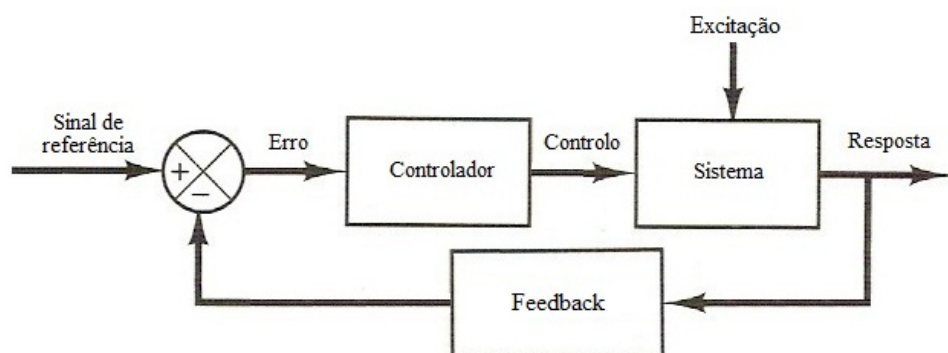 Excitação
Sinal de
referência
+
−
Erro
Controlador
Controlo
Sistema
Resposta
Feedback